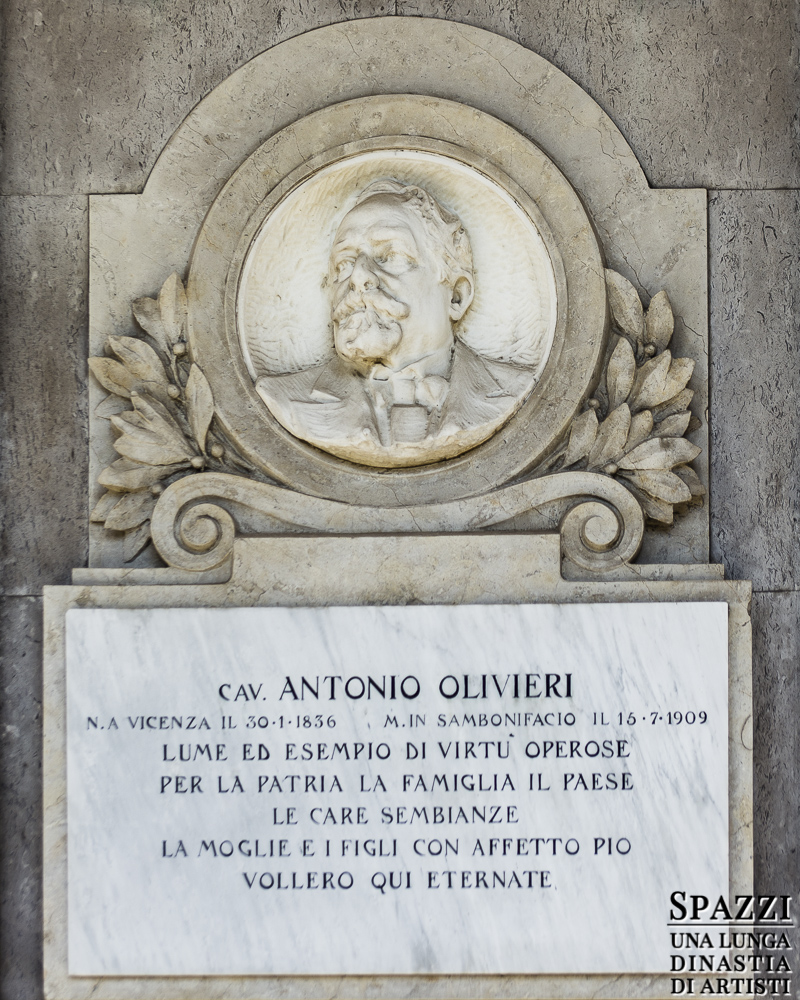 CAV. ANTONIO OLIVIERI
N.A VICENZA IL 30·1·1836 M.IN SAMBONIFACIO IL 15·7·1909
LUME ED ESEMPIO DI VIRTÙ OPEROSE
PER LA PATRIA LA FAMIGLIA IL PAESE
LE CARE SEMBIANZE
LA MOGLIE E I FIGLI CON AFFETTO PIO
VOLLERO QUI ETERNATE.
SPAZZI
UNA LUNGA
DINASTIA
DI ARTISTI